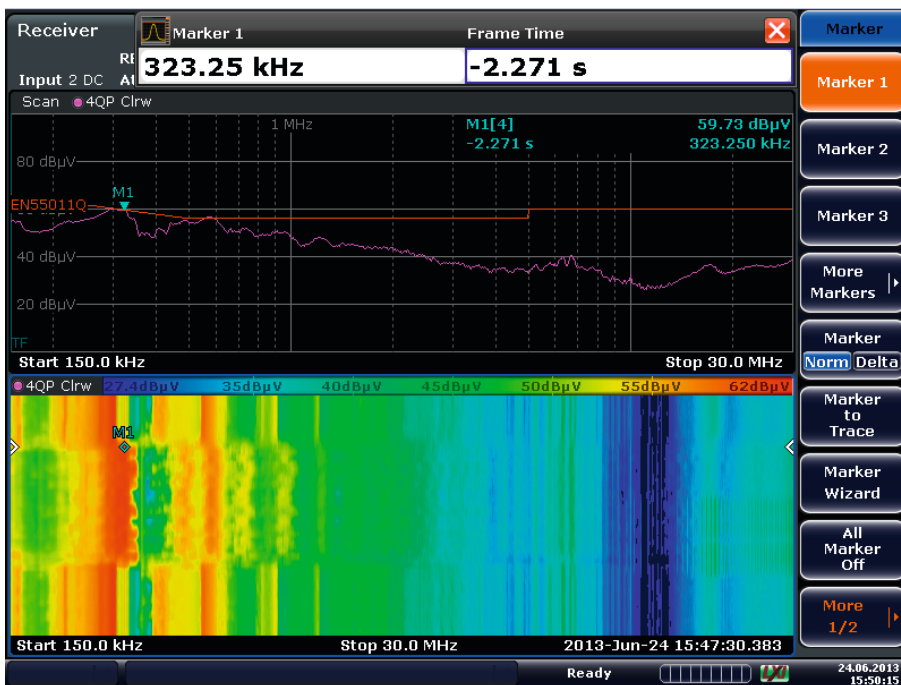 Receiver
Marker 1
Frame Time
Marker
Input 2 DC
323.25 kHz
-2.271 s
Marker 1
Scan 4QP Clrw
1 MHz
M1[4]
59.73 dBµV
-2.271 s
323.250 kHz
80 dBµV
Marker 2
M1
EN55011Q
Marker 3
40 dBµV
More
Markers
20 dBµV
TF
Start 150.0 kHz
Stop 30.0 MHz
Marker
Norm Delta
4QP Clrw 27.4dBµV 35dBµV 40dBµV 45dBµV 50dBµV 55dBµV 62dBµV
Marker
to
Trace
M1
Marker
Wizard
All
Marker
Off
More
1/2
Start 150.0 kHz
Stop 30.0 MHz
2013-Jun-24 15:47:30.383
Ready
LXI
24.06.2013
15:50:15